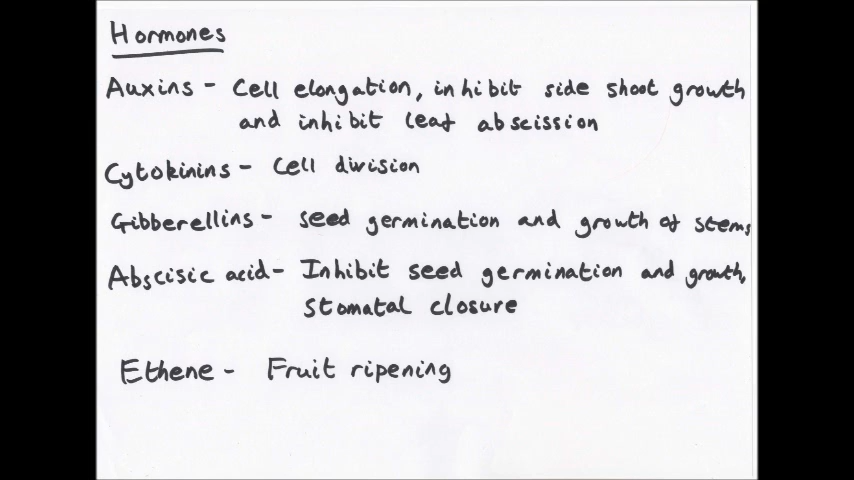 Hormones
Auxins - Cell elongation, inhibit side shoot growth
and inhibit leaf abscission
Cytokinins - Cell division
Gibberellins - seed germination and growth of stems
Abscisic acid - Inhibit seed germination and growth,
Stomatal closure
Ethene - Fruit ripening